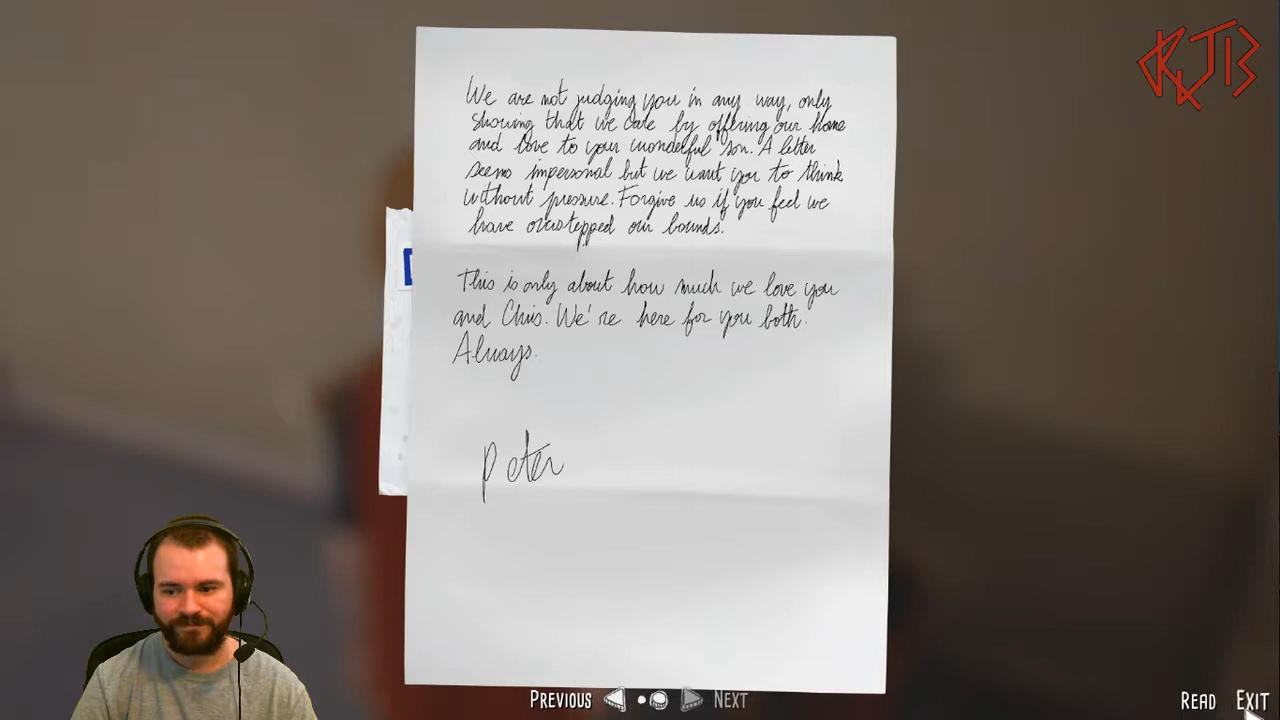 We are not judging you in any way, only
showing that we care by offering our home
and love to your wonderful son. A letter
seems impersonal but we want you to think
without pressure. Forgive us if you feel we
have overstepped our bounds.
This is only about how much we love you
and Chris. We're here for you both.
Always.
Peter
PREVIOUS NEXT
READ EXIT